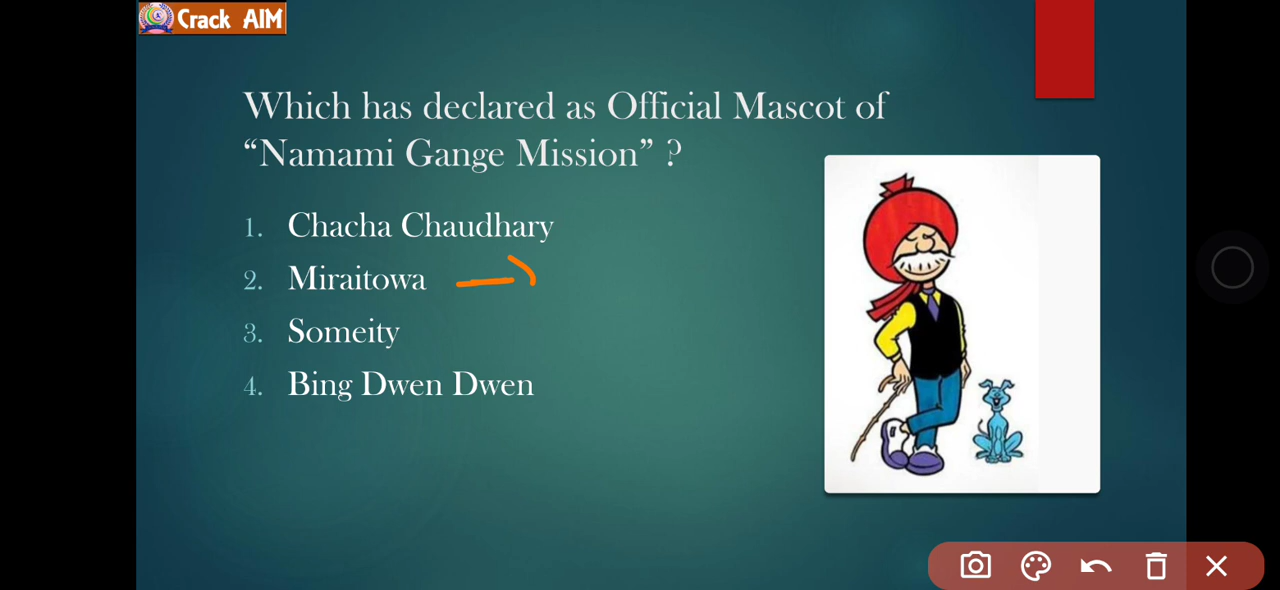 Crack AIM
Which has declared as Official Mascot of
“Namami Gange Mission” ?
1. Chacha Chaudhary
2. Miraitowa
3. Someity
4. Bing Dwen Dwen